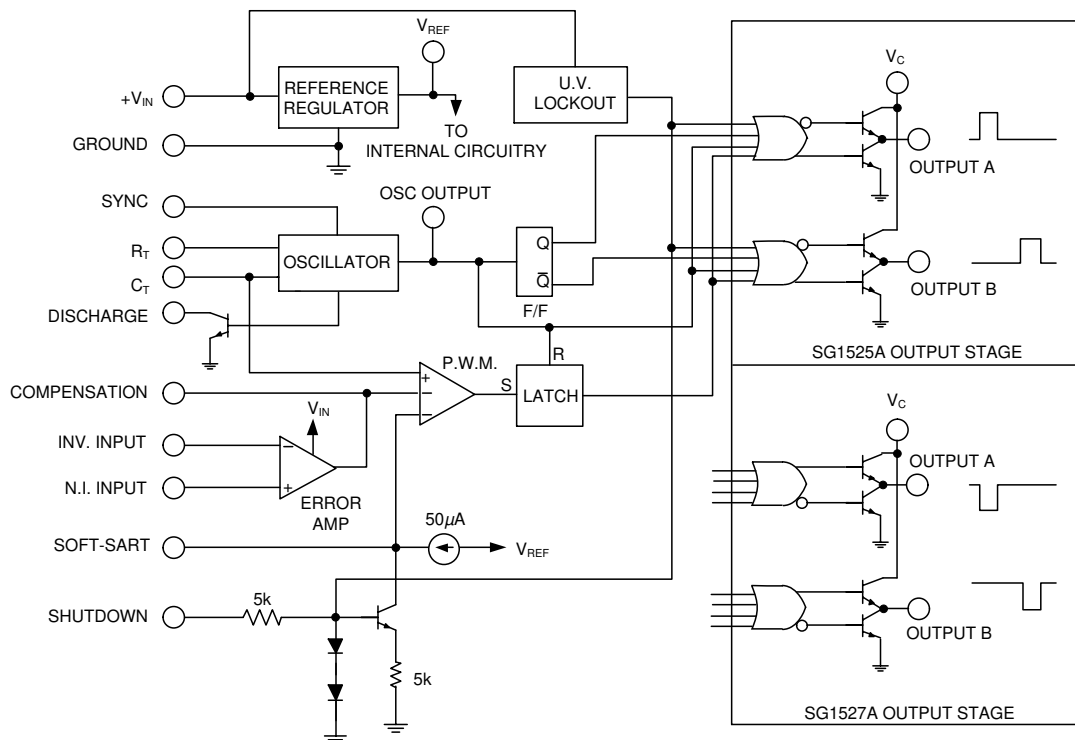 V_REF
+V_IN
REFERENCE
REGULATOR
U.V.
LOCKOUT
V_C
GROUND
TO
INTERNAL CIRCUITRY
OUTPUT A
SYNC
OSC OUTPUT
R_T
OSCILLATOR
Q
C_T
Q̅
OUTPUT B
DISCHARGE
F/F
SG1525A OUTPUT STAGE
P.W.M.
R
COMPENSATION
+
−
S
LATCH
−
V_IN
V_C
INV. INPUT
−
OUTPUT A
N.I. INPUT
+
ERROR
AMP
50µA
SOFT-SART
V_REF
SHUTDOWN
5k
OUTPUT B
5k
SG1527A OUTPUT STAGE